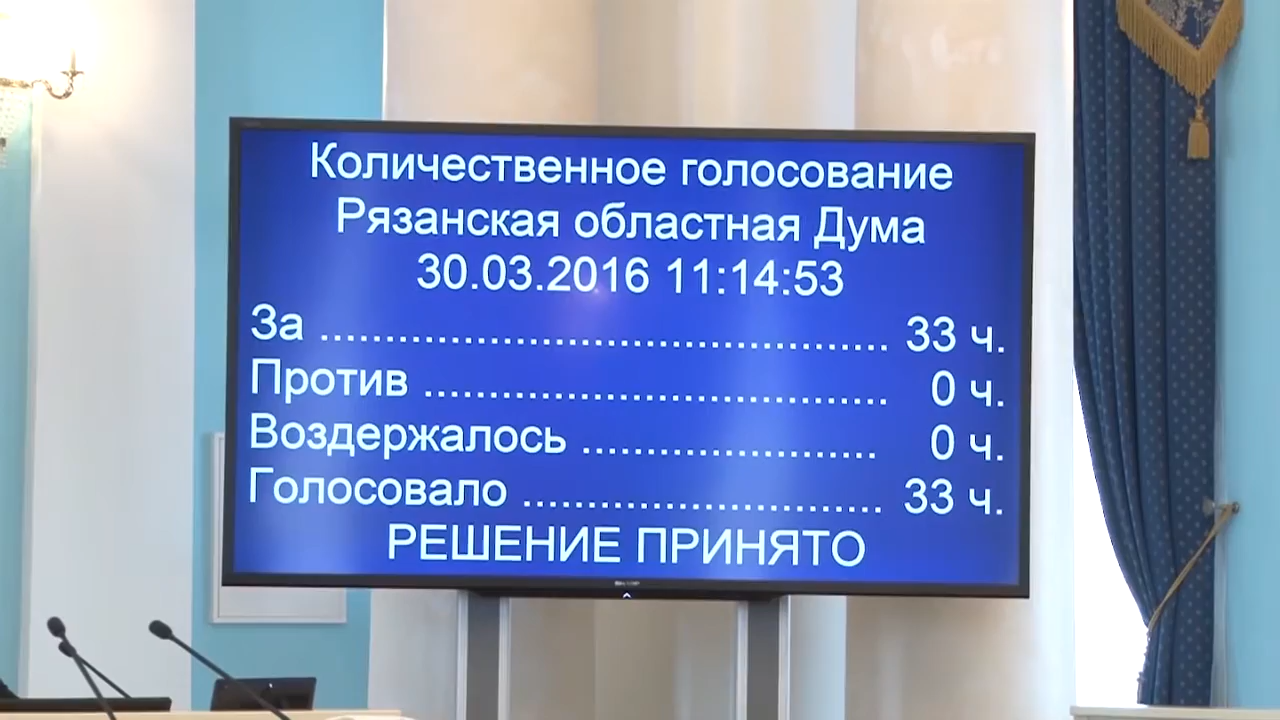 Количественное голосование
Рязанская областная Дума
30.03.2016 11:14:53
За ............................................ 33 ч.
Против .................................... 0 ч.
Воздержалось ....................... 0 ч.
Голосовало ............................ 33 ч.
РЕШЕНИЕ ПРИНЯТО